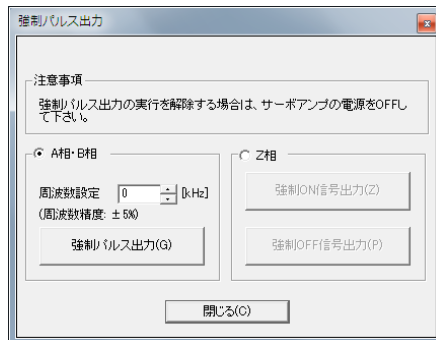 強制パルス出力
注意事項
強制パルス出力の実行を解除する場合は、サーボアンプの電源をOFFし
て下さい。
A相・B相
周波数設定 0 [kHz]
(周波数精度: ±5%)
強制パルス出力(G)
Z相
強制ON信号出力(Z)
強制OFF信号出力(P)
閉じる(C)